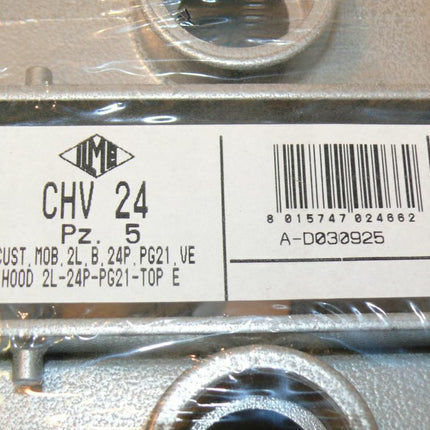 ILME
CHV 24
Pz. 5
CUST.MOB.2L.B.24P.PG21.VE
HOOD 2L-24P-PG21-TOP E
8 015747 024662
A-D030925